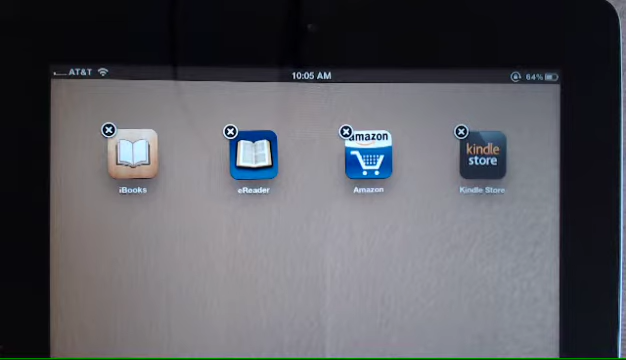 AT&T
10:05 AM
64%
amazon
kindle
store
iBooks
eReader
Amazon
Kindle Store